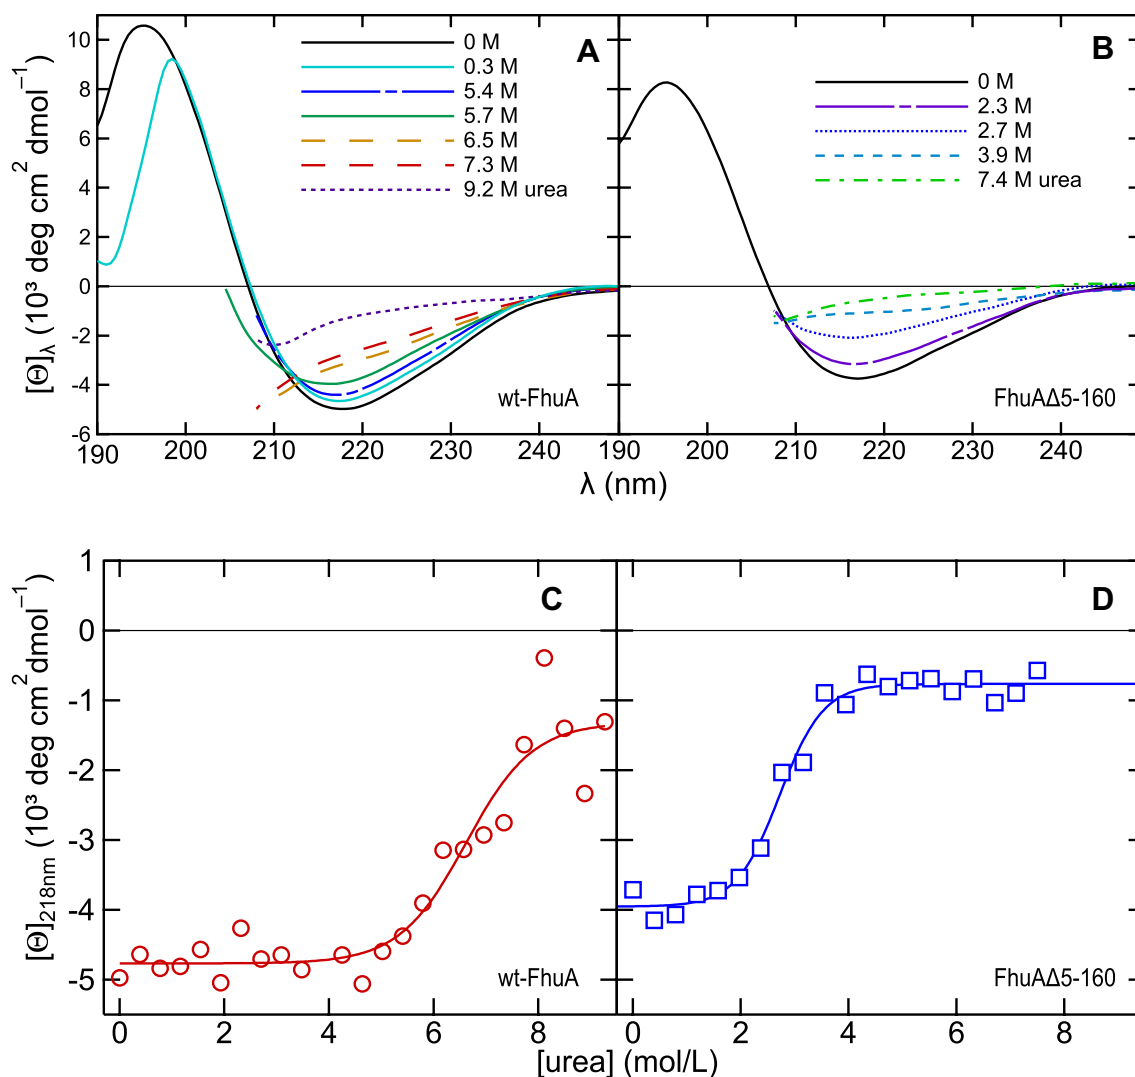 [Θ]λ (10³ deg cm² dmol⁻¹)
10
8
6
4
2
0
-2
-4
-6
A
0 M
0.3 M
5.4 M
5.7 M
6.5 M
7.3 M
9.2 M urea
wt-FhuA
190 200 210 220 230 240
B
0 M
2.3 M
2.7 M
3.9 M
7.4 M urea
FhuAΔ5-160
190 200 210 220 230 240
λ (nm)
[Θ]218nm (10³ deg cm² dmol⁻¹)
1
0
-1
-2
-3
-4
-5
C
wt-FhuA
0 2 4 6 8
D
FhuAΔ5-160
0 2 4 6 8
[urea] (mol/L)